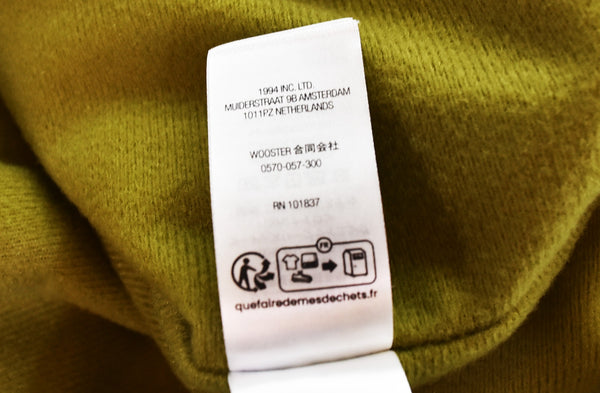 1994 INC. LTD.
MUIDERSTRAAT 9B AMSTERDAM
1011PZ NETHERLANDS
WOOSTER 合同会社
0570-057-300
RN 101837
FR
quefairedemesdechets.fr